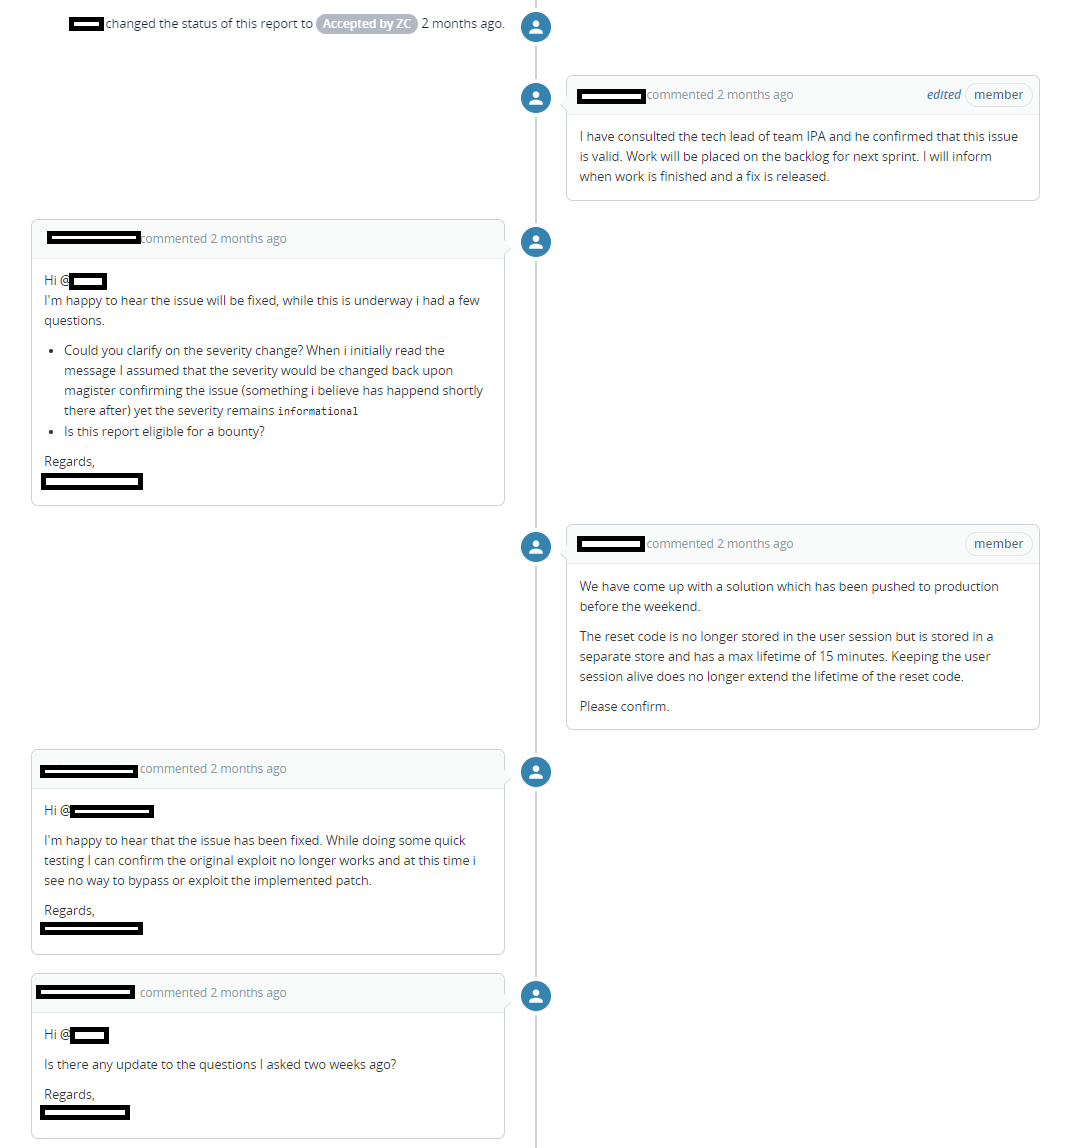 changed the status of this report to Accepted by ZC 2 months ago.
commented 2 months ago edited member
I have consulted the tech lead of team IPA and he confirmed that this issue
is valid. Work will be placed on the backlog for next sprint. I will inform
when work is finished and a fix is released.
commented 2 months ago
Hi @
I'm happy to hear the issue will be fixed, while this is underway i had a few
questions.
• Could you clarify on the severity change? When i initially read the
message I assumed that the severity would be changed back upon
magister confirming the issue (something i believe has happend shortly
there after) yet the severity remains informational
• Is this report eligible for a bounty?
Regards,
commented 2 months ago member
We have come up with a solution which has been pushed to production
before the weekend.
The reset code is no longer stored in the user session but is stored in a
separate store and has a max lifetime of 15 minutes. Keeping the user
session alive does no longer extend the lifetime of the reset code.
Please confirm.
commented 2 months ago
Hi @
I'm happy to hear that the issue has been fixed. While doing some quick
testing I can confirm the original exploit no longer works and at this time i
see no way to bypass or exploit the implemented patch.
Regards,
commented 2 months ago
Hi @
Is there any update to the questions I asked two weeks ago?
Regards,